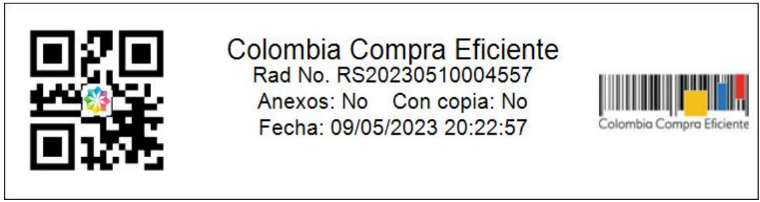 Colombia Compra Eficiente
Rad No. RS20230510004557
Anexos: No Con copia: No
Fecha: 09/05/2023 20:22:57
Colombia Compra Eficiente